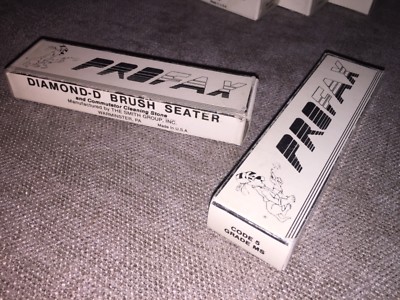 PROFAX
DIAMOND-D BRUSH SEATER
and Commutator Cleaning Stone
Manufactured by THE SMITH GROUP, INC.
WARMINSTER, PA
Made in U.S.A.
PROFAX
CODE 5
GRADE MS